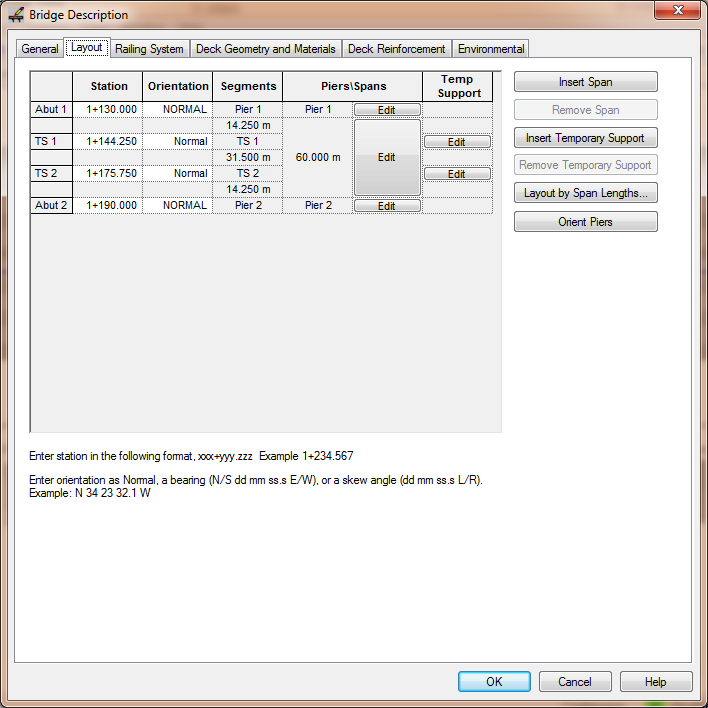 Bridge Description
General Layout Railing System Deck Geometry and Materials Deck Reinforcement Environmental
Station Orientation Segments Piers\Spans Temp Support
Abut 1 1+130.000 NORMAL Pier 1 Pier 1 Edit
14.250 m
TS 1 1+144.250 Normal TS 1 Edit
31.500 m 60.000 m Edit
TS 2 1+175.750 Normal TS 2 Edit
14.250 m
Abut 2 1+190.000 NORMAL Pier 2 Pier 2 Edit
Insert Span
Remove Span
Insert Temporary Support
Remove Temporary Support
Layout by Span Lengths...
Orient Piers
Enter station in the following format, xxx+yyy.zzz Example 1+234.567
Enter orientation as Normal, a bearing (N/S dd mm ss.s E/W), or a skew angle (dd mm ss.s L/R).
Example: N 34 23 32.1 W
OK Cancel Help